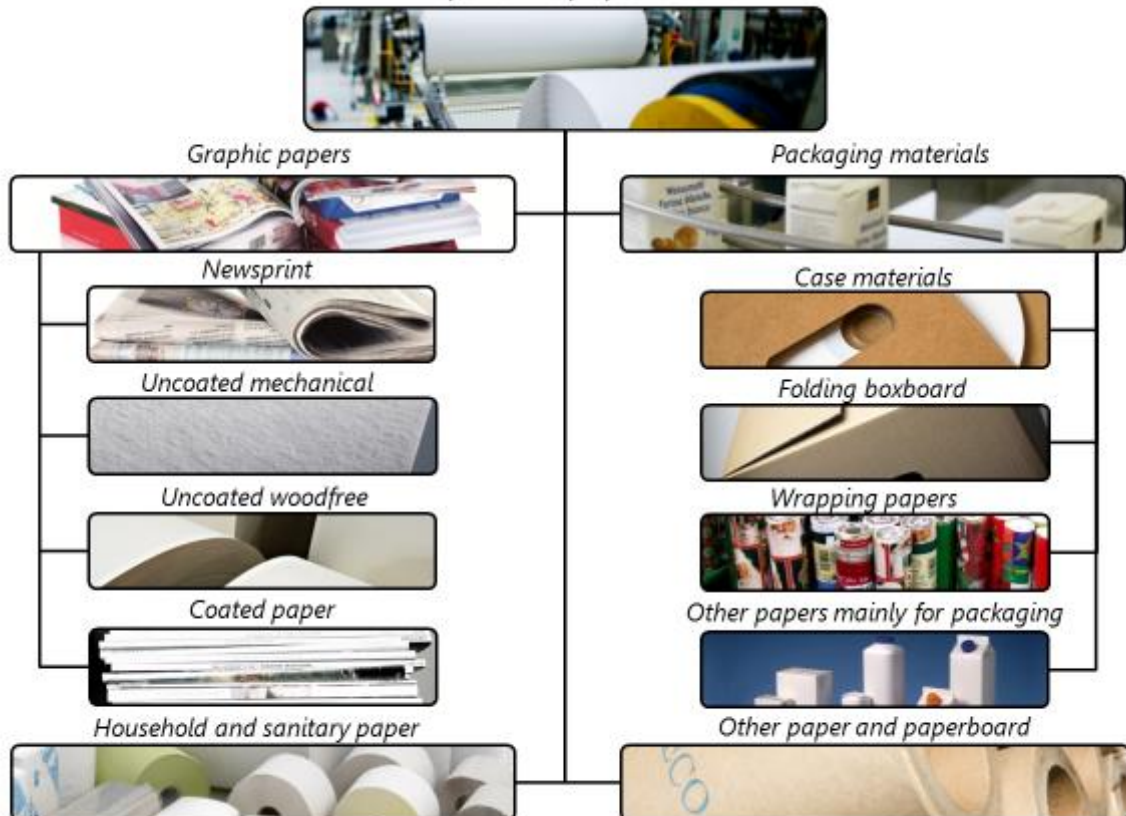 Graphic papers
Packaging materials
Newsprint
Case materials
Uncoated mechanical
Folding boxboard
Uncoated woodfree
Wrapping papers
Coated paper
Other papers mainly for packaging
Household and sanitary paper
Other paper and paperboard
ECO